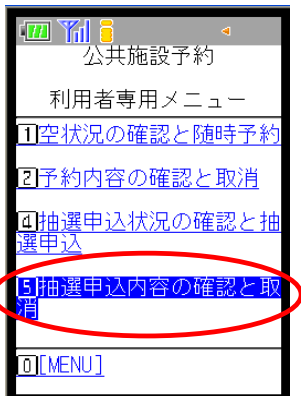 公共施設予約
利用者専用メニュー
1空状況の確認と随時予約
2予約内容の確認と取消
4抽選申込状況の確認と抽
選申込
5抽選申込内容の確認と取
消
0[MENU]